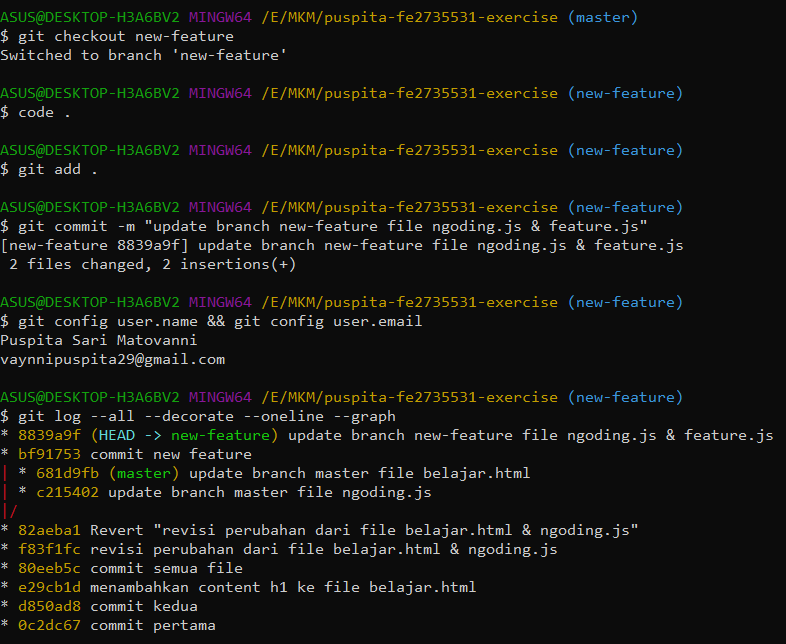 ASUS@DESKTOP-H3A6BV2 MINGW64 /E/MKM/puspita-fe2735531-exercise (master)
$ git checkout new-feature
Switched to branch 'new-feature'
ASUS@DESKTOP-H3A6BV2 MINGW64 /E/MKM/puspita-fe2735531-exercise (new-feature)
$ code .
ASUS@DESKTOP-H3A6BV2 MINGW64 /E/MKM/puspita-fe2735531-exercise (new-feature)
$ git add .
ASUS@DESKTOP-H3A6BV2 MINGW64 /E/MKM/puspita-fe2735531-exercise (new-feature)
$ git commit -m "update branch new-feature file ngoding.js & feature.js"
[new-feature 8839a9f] update branch new-feature file ngoding.js & feature.js
 2 files changed, 2 insertions(+)
ASUS@DESKTOP-H3A6BV2 MINGW64 /E/MKM/puspita-fe2735531-exercise (new-feature)
$ git config user.name && git config user.email
Puspita Sari Matovanni
vaynnipuspita29@gmail.com
ASUS@DESKTOP-H3A6BV2 MINGW64 /E/MKM/puspita-fe2735531-exercise (new-feature)
$ git log --all --decorate --oneline --graph
* 8839a9f (HEAD -> new-feature) update branch new-feature file ngoding.js & feature.js
* bf91753 commit new feature
| * 681d9fb (master) update branch master file belajar.html
| * c215402 update branch master file ngoding.js
|/
* 82aeba1 Revert "revisi perubahan dari file belajar.html & ngoding.js"
* f83f1fc revisi perubahan dari file belajar.html & ngoding.js
* 80eeb5c commit semua file
* e29cb1d menambahkan content h1 ke file belajar.html
* d850ad8 commit kedua
* 0c2dc67 commit pertama